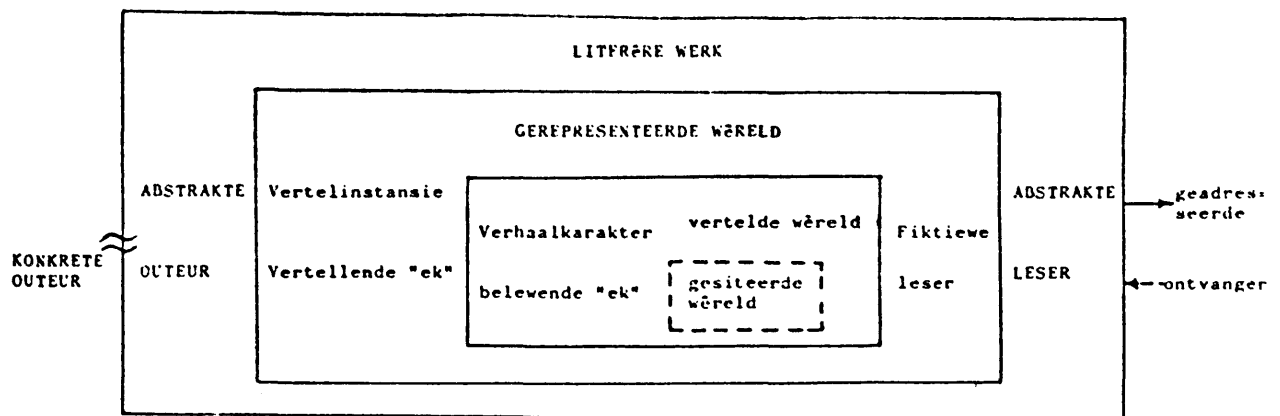 LITERêRE WERK
GEREPRESENTEERDE WêRELD
ABSTRAKTE
OUTEUR
KONKRETE
OUTEUR
Vertelinstansie
Vertellende "ek"
Verhaalkarakter
belewende "ek"
vertelde wêreld
gesiteerde
wêreld
Fiktiewe
leser
ABSTRAKTE
LESER
geadres=
seerde
ontvanger